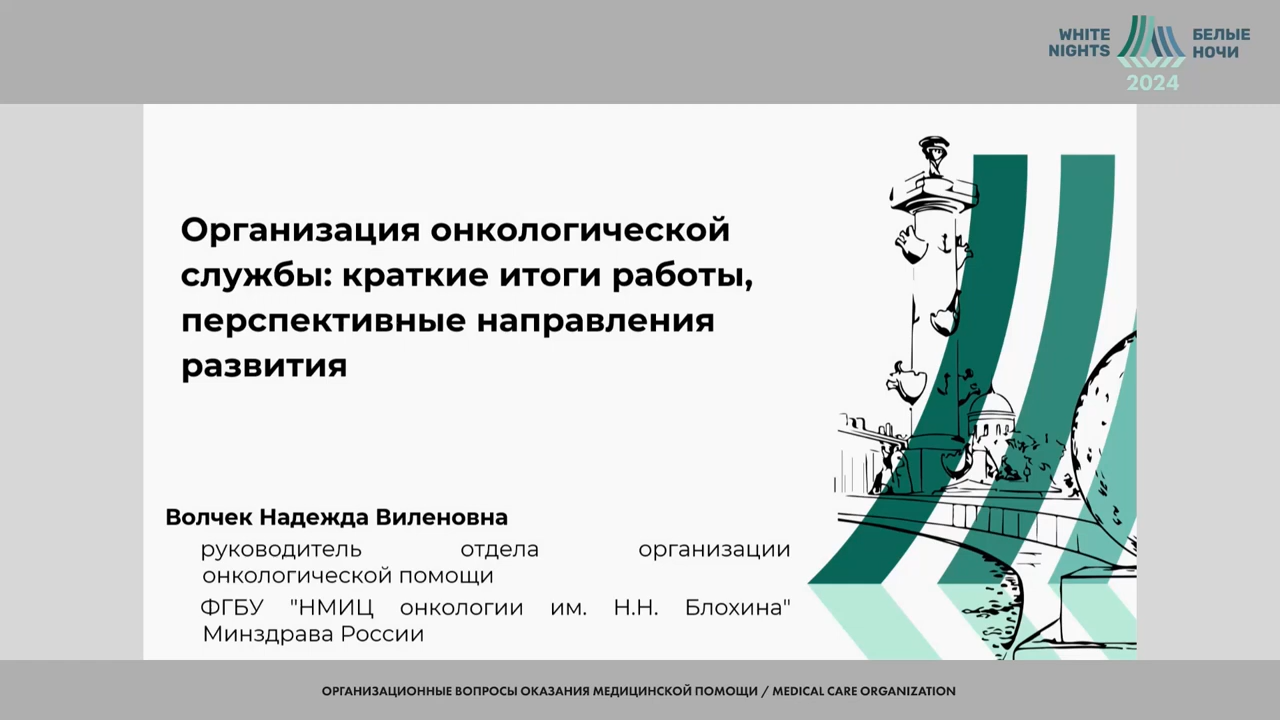 WHITE
NIGHTS
БЕЛЫЕ
НОЧИ
2024
Организация онкологической
службы: краткие итоги работы,
перспективные направления
развития
Волчек Надежда Виленовна
руководитель отдела организации
онкологической помощи
ФГБУ "НМИЦ онкологии им. Н.Н. Блохина"
Минздрава России
ОРГАНИЗАЦИОННЫЕ ВОПРОСЫ ОКАЗАНИЯ МЕДИЦИНСКОЙ ПОМОЩИ / MEDICAL CARE ORGANIZATION